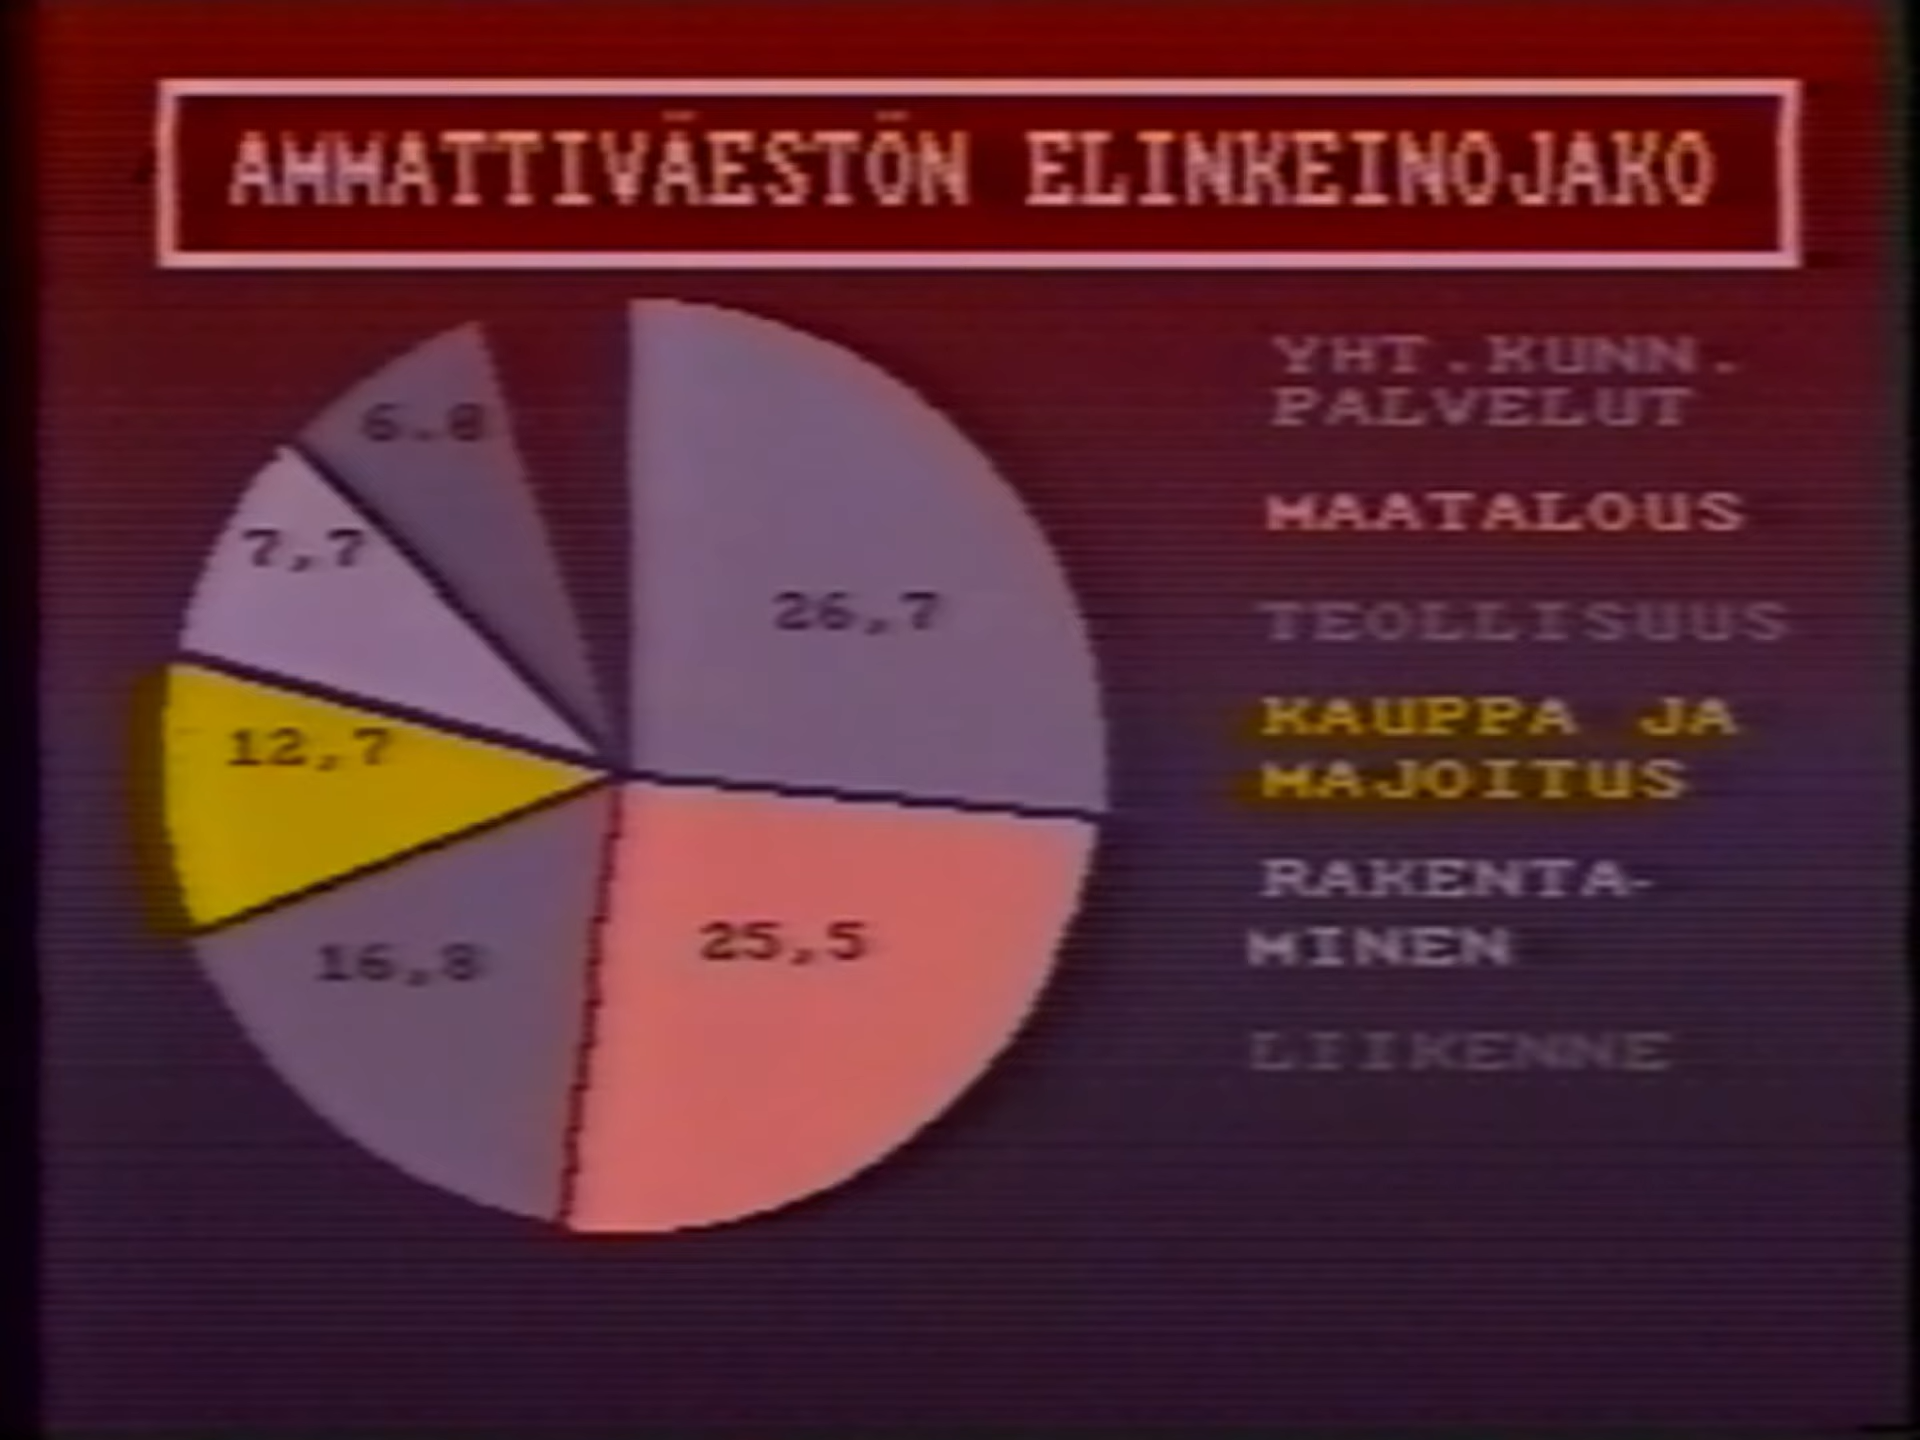 AMMATTIVÄESTÖN ELINKEINOJAKO
6.8
7,7
26,7
12,7
16,8
25,5
YHT.KUNN.
PALVELUT
MAATALOUS
TEOLLISUUS
KAUPPA JA
MAJOITUS
RAKENTA-
MINEN
LIIKENNE